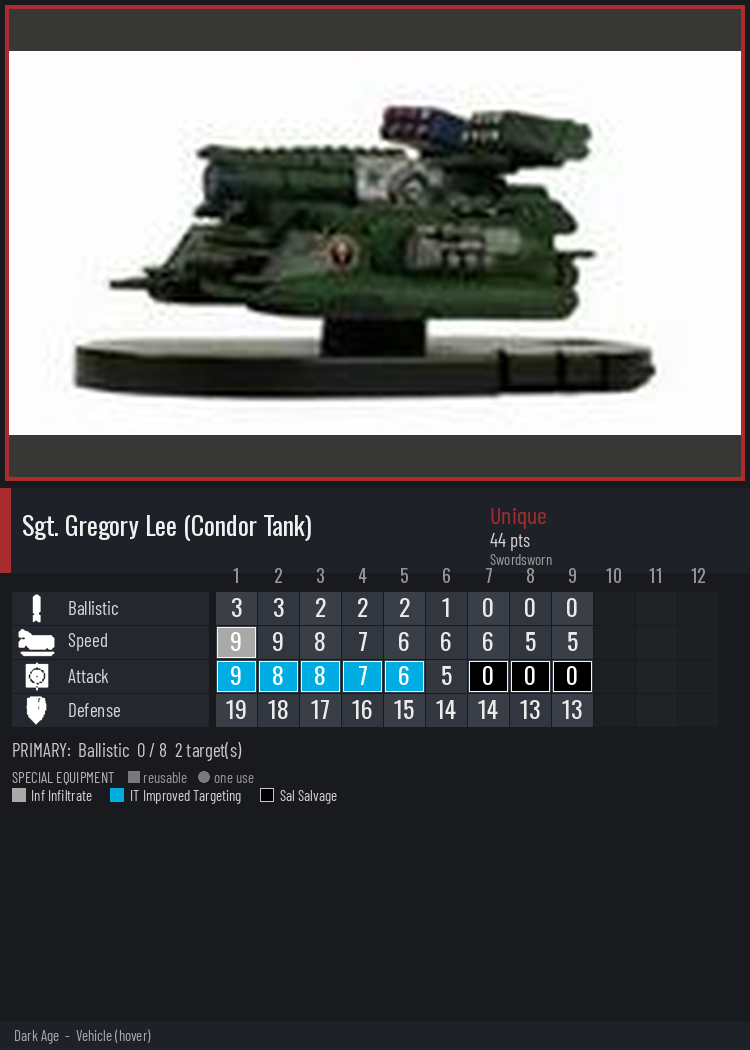 Sgt. Gregory Lee (Condor Tank)
Unique
44 pts
Swordsworn
1 2 3 4 5 6 7 8 9 10 11 12
Ballistic 3 3 2 2 2 1 0 0 0
Speed 9 9 8 7 6 6 6 5 5
Attack 9 8 8 7 6 5 0 0 0
Defense 19 18 17 16 15 14 14 13 13
PRIMARY: Ballistic 0 / 8 2 target(s)
SPECIAL EQUIPMENT reusable one use
Inf Infiltrate IT Improved Targeting Sal Salvage
Dark Age - Vehicle (hover)